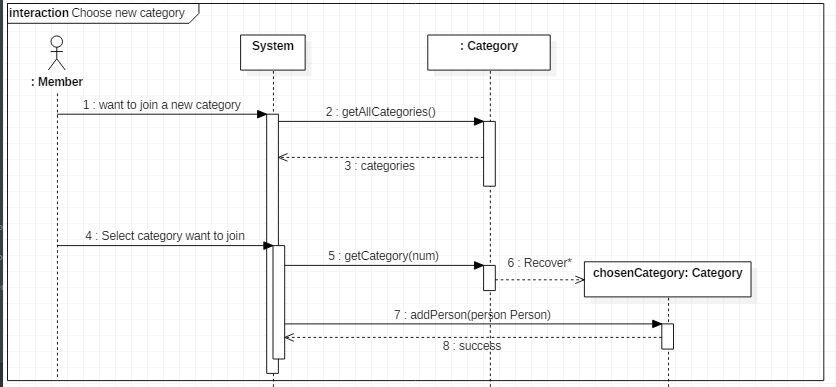 interaction Choose new category
System
: Category
: Member
1 : want to join a new category
2 : getAllCategories()
3 : categories
4 : Select category want to join
5 : getCategory(num)
6 : Recover*
chosenCategory: Category
7 : addPerson(person Person)
8 : success